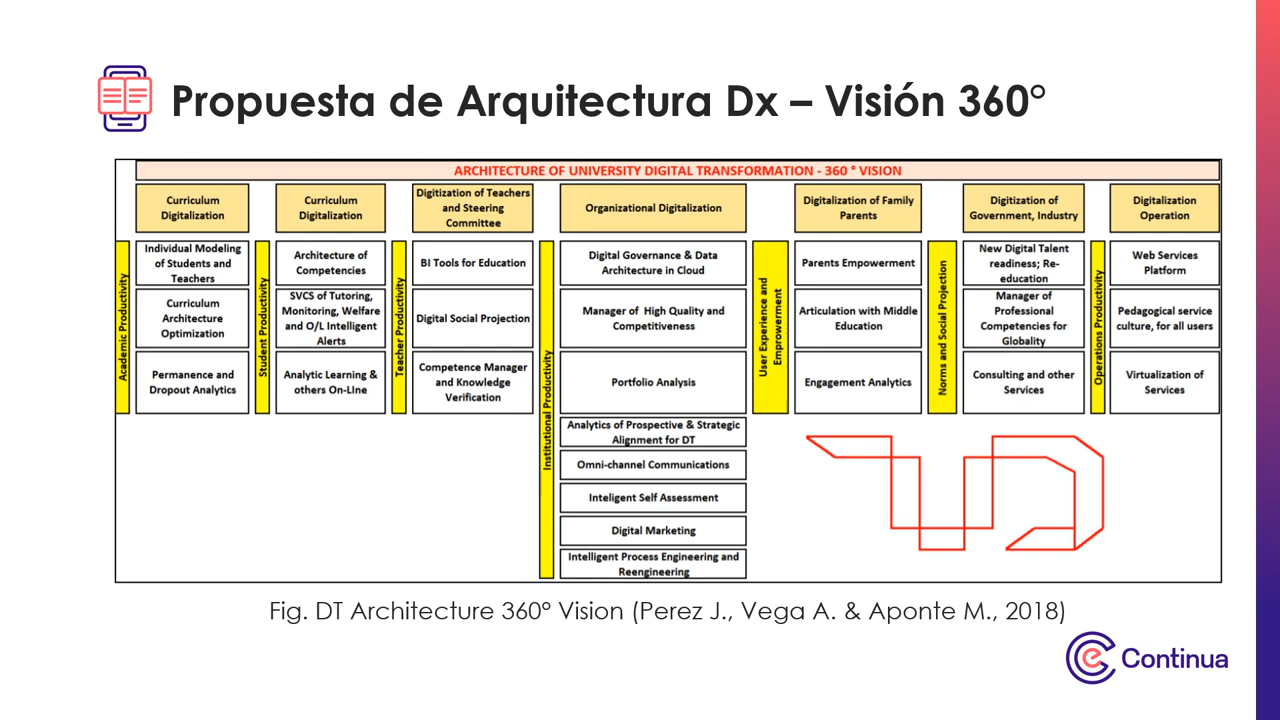 Propuesta de Arquitectura Dx – Visión 360°
ARCHITECTURE OF UNIVERSITY DIGITAL TRANSFORMATION - 360 ° VISION
Curriculum
Digitalization
Curriculum
Digitalization
Digitization of Teachers
and Steering
Committee
Organizational Digitalization
Digitalization of Family
Parents
Digitization of
Government, Industry
Digitalization
Operation
Academic Productivity
Individual Modeling
of Students and
Teachers
Curriculum
Architecture
Optimization
Permanence and
Dropout Analytics
Student Productivity
Architecture of
Competencies
SVCS of Tutoring,
Monitoring, Welfare
and O/L Intelligent
Alerts
Analytic Learning &
others On-LIne
Teacher Productivity
BI Tools for Education
Digital Social Projection
Competence Manager
and Knowledge
Verification
Institutional Productivity
Digital Governance & Data
Architecture in Cloud
Manager of High Quality and
Competitiveness
Portfolio Analysis
Analytics of Prospective & Strategic
Alignment for DT
Omni-channel Communications
Inteligent Self Assessment
Digital Marketing
Intelligent Process Engineering and
Reengineering
User Experience and
Empowerment
Parents Empowerment
Articulation with Middle
Education
Engagement Analytics
Norms and Social Projection
New Digital Talent
readiness; Re-
education
Manager of
Professional
Competencies for
Globality
Consulting and other
Services
Operations Productivity
Web Services
Platform
Pedagogical service
culture, for all users
Virtualization of
Services
Fig. DT Architecture 360° Vision (Perez J., Vega A. & Aponte M., 2018)
e Continua